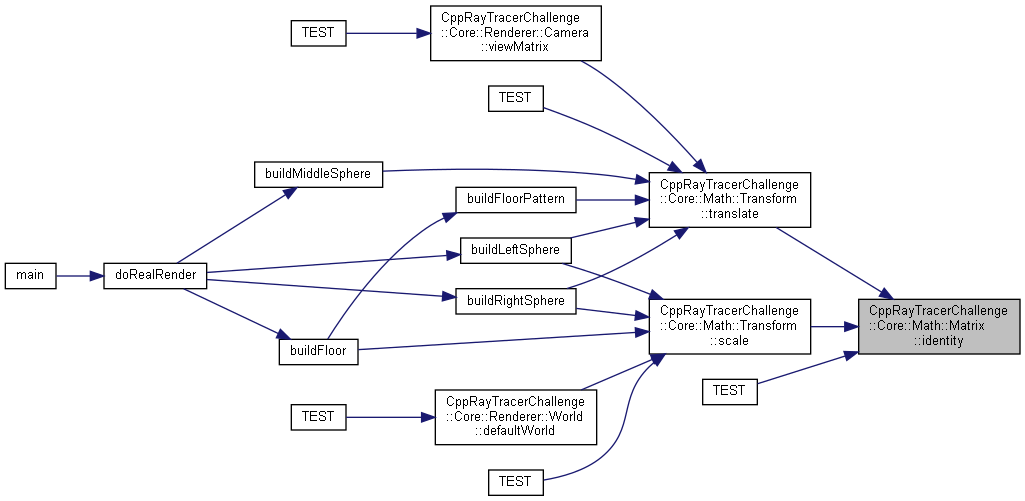 CppRayTracerChallenge
::Core::Renderer::Camera
::viewMatrix
TEST
TEST
buildMiddleSphere
CppRayTracerChallenge
::Core::Math::Transform
::translate
buildFloorPattern
buildLeftSphere
main
doRealRender
buildRightSphere
CppRayTracerChallenge
::Core::Math::Transform
::scale
CppRayTracerChallenge
::Core::Math::Matrix
::identity
buildFloor
TEST
CppRayTracerChallenge
::Core::Renderer::World
::defaultWorld
TEST
TEST